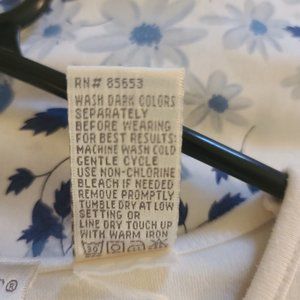 RN# 85653
WASH DARK COLORS
SEPARATELY
BEFORE WEARING
FOR BEST RESULTS:
MACHINE WASH COLD
GENTLE CYCLE
USE NON-CHLORINE
BLEACH IF NEEDED
REMOVE PROMPTLY
TUMBLE DRY AT LOW
SETTING OR
LINE DRY TOUCH UP
WITH WARM IRON